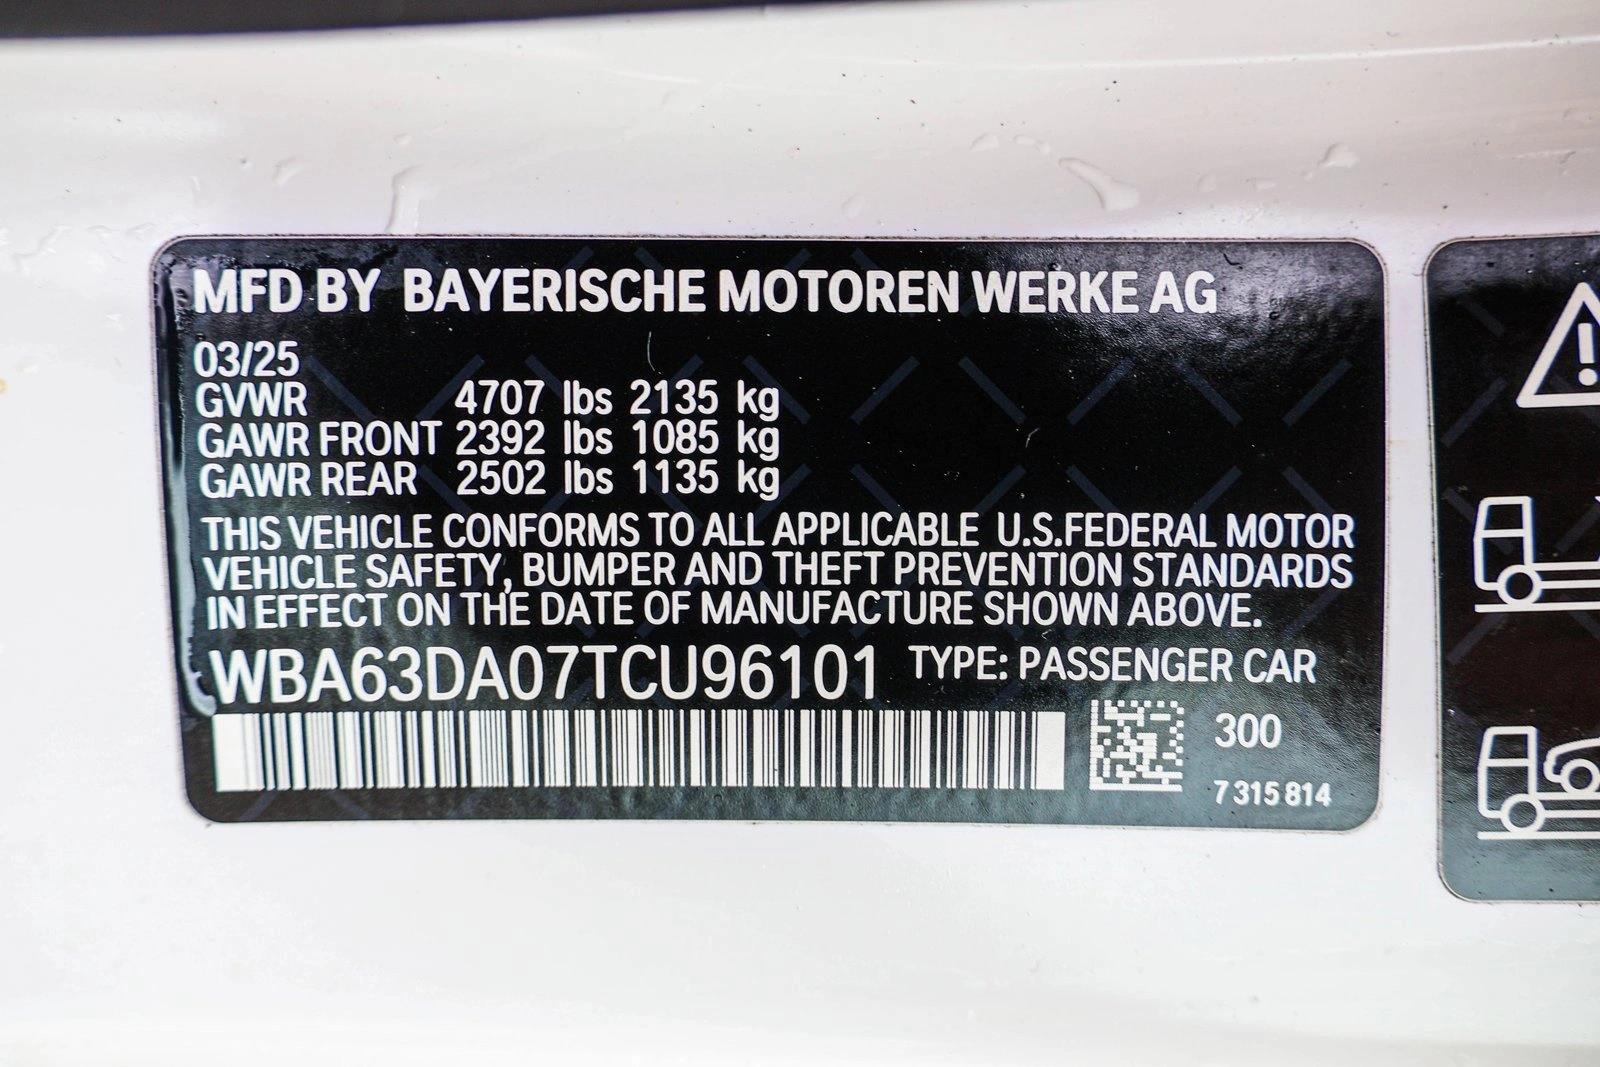 MFD BY BAYERISCHE MOTOREN WERKE AG
03/25
GVWR 4707 lbs 2135 kg
GAWR FRONT 2392 lbs 1085 kg
GAWR REAR 2502 lbs 1135 kg
THIS VEHICLE CONFORMS TO ALL APPLICABLE U.S.FEDERAL MOTOR
VEHICLE SAFETY, BUMPER AND THEFT PREVENTION STANDARDS
IN EFFECT ON THE DATE OF MANUFACTURE SHOWN ABOVE.
WBA63DA07TCU96101 TYPE: PASSENGER CAR
300
7 315 814